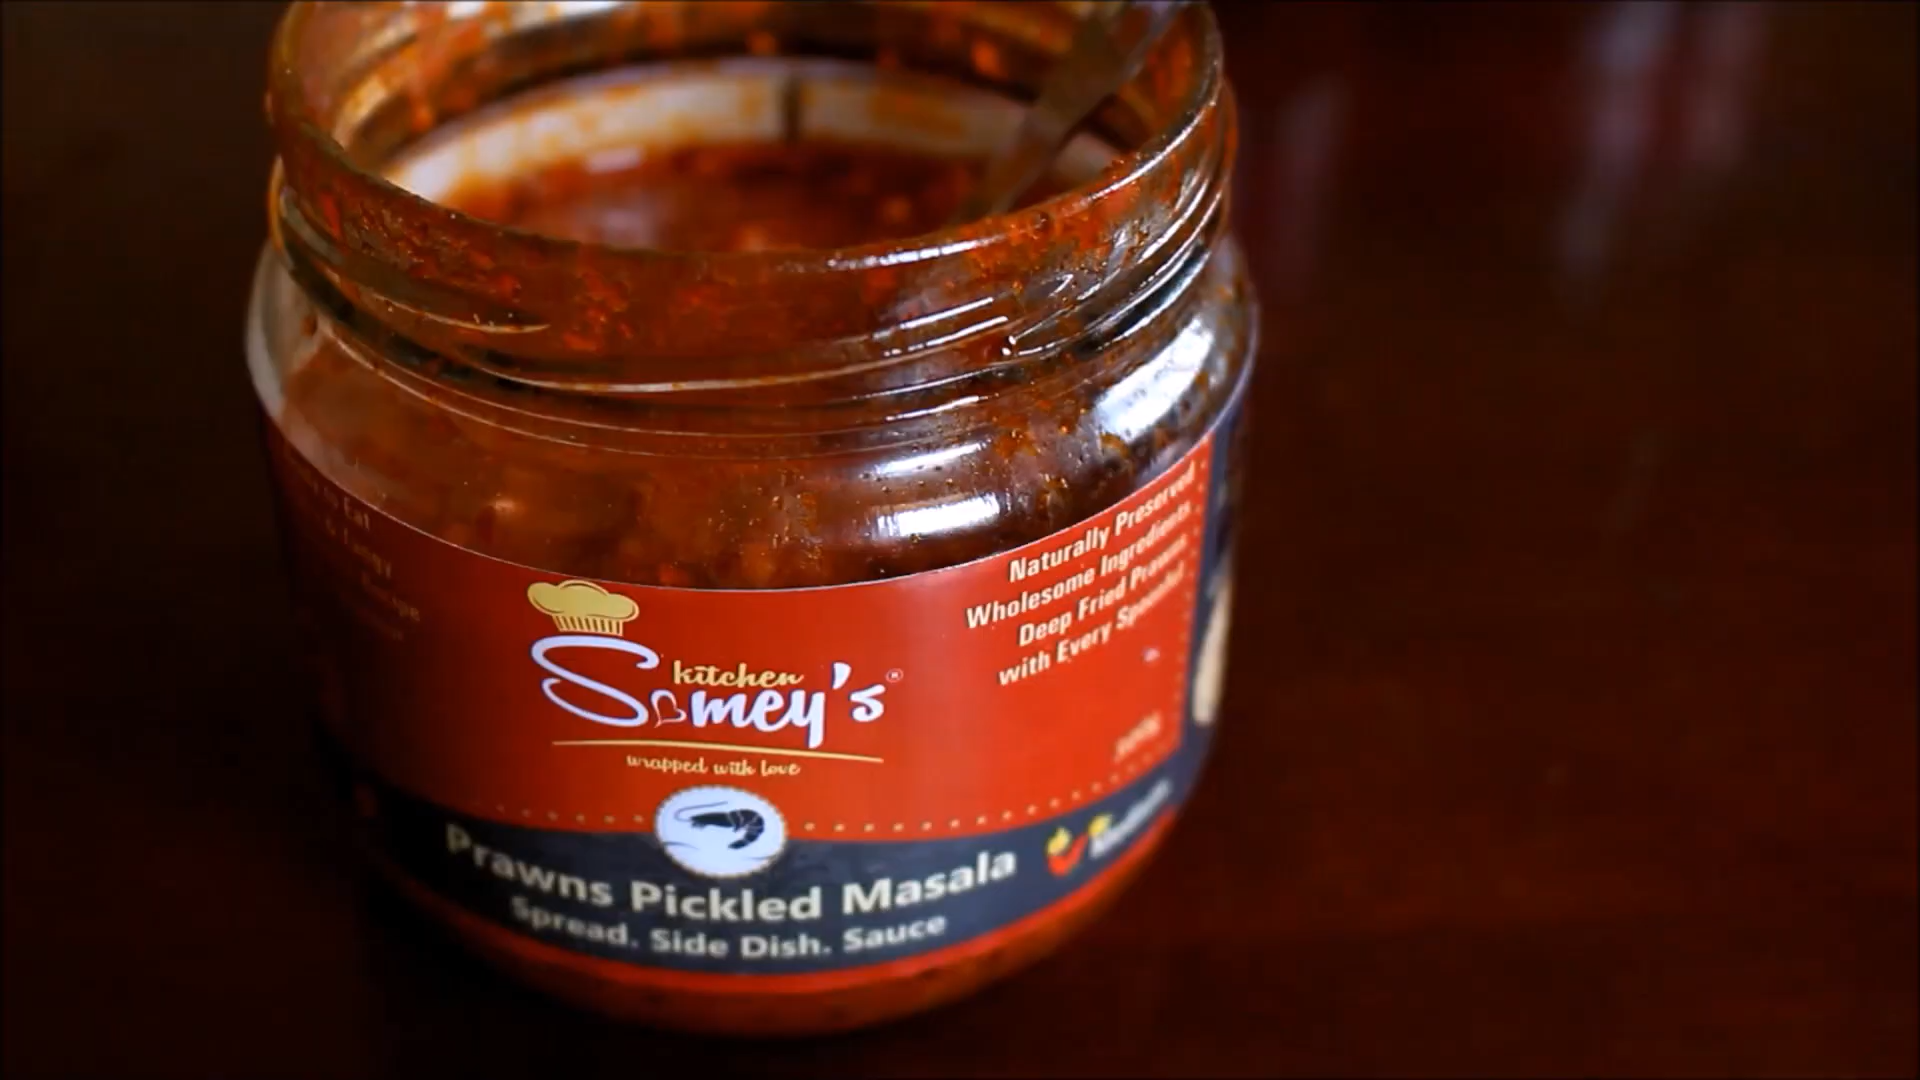 kitchen
Somey's®
wrapped with love
Naturally Preserved
Wholesome Ingredients
Deep Fried Prawns
with Every Spoonful
Prawns Pickled Masala
Spread. Side Dish. Sauce